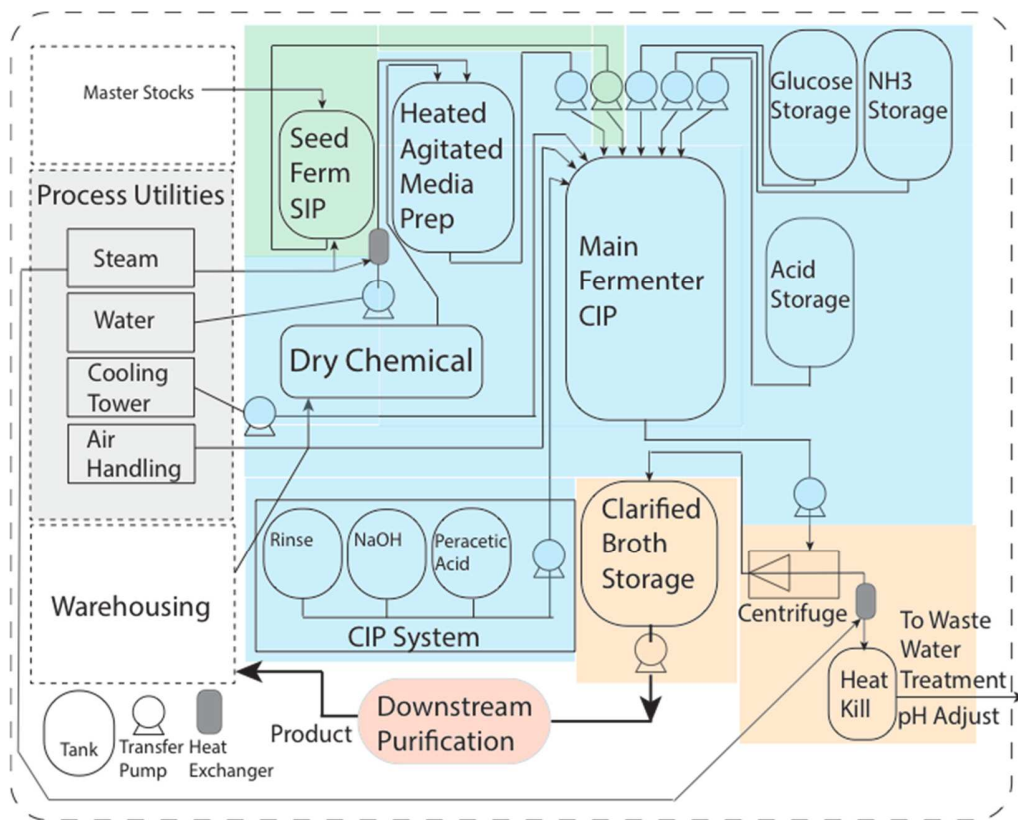 Master Stocks
Process Utilities
Steam
Water
Cooling
Tower
Air
Handling
Warehousing
Seed
Ferm
SIP
Heated
Agitated
Media
Prep
Dry Chemical
Main
Fermenter
CIP
Glucose
Storage
NH3
Storage
Acid
Storage
Rinse
NaOH
Peracetic
Acid
CIP System
Clarified
Broth
Storage
Centrifuge
Heat
Kill
To Waste
Water
Treatment
pH Adjust
Downstream
Purification
Product
Tank
Transfer
Pump
Heat
Exchanger